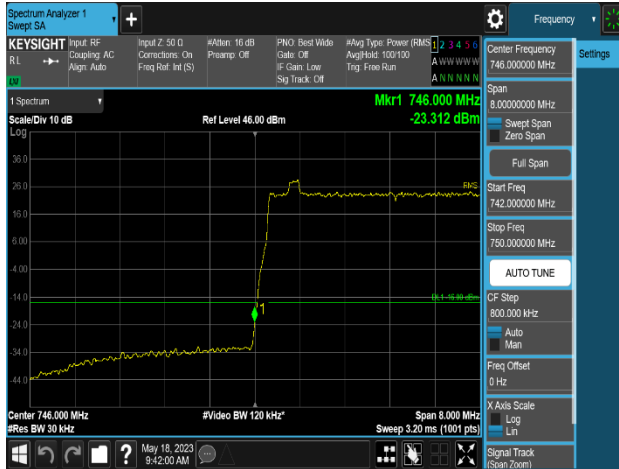 Spectrum Analyzer 1
Swept SA
+
Frequency
KEYSIGHT
RL
Input: RF
Coupling: AC
Align: Auto
Input Z: 50 Ω
Corrections: On
Freq Ref: Int (S)
#Atten: 16 dB
Preamp: Off
PNO: Best Wide
Gate: Off
IF Gain: Low
Sig Track: Off
#Avg Type: Power (RMS
Avg|Hold: 100/100
Trig: Free Run
1 2 3 4 5 6
A W W W W W
A N N N N N
1 Spectrum
Mkr1 746.000 MHz
Scale/Div 10 dB
Ref Level 46.00 dBm
-23.312 dBm
Log
36.0
26.0
16.0
6.00
-4.00
-14.0
-24.0
-34.0
-44.0
RMS
Center 746.000 MHz
#Video BW 120 kHz*
Span 8.000 MHz
#Res BW 30 kHz
Sweep 3.20 ms (1001 pts)
?
May 18, 2023
9:42:00 AM
Center Frequency
746.000000 MHz
Settings
Span
8.00000000 MHz
Swept Span
Zero Span
Full Span
Start Freq
742.000000 MHz
Stop Freq
750.000000 MHz
AUTO TUNE
CF Step
800.000 kHz
Auto
Man
Freq Offset
0 Hz
X Axis Scale
Log
Lin
Signal Track
(Span Zoom)